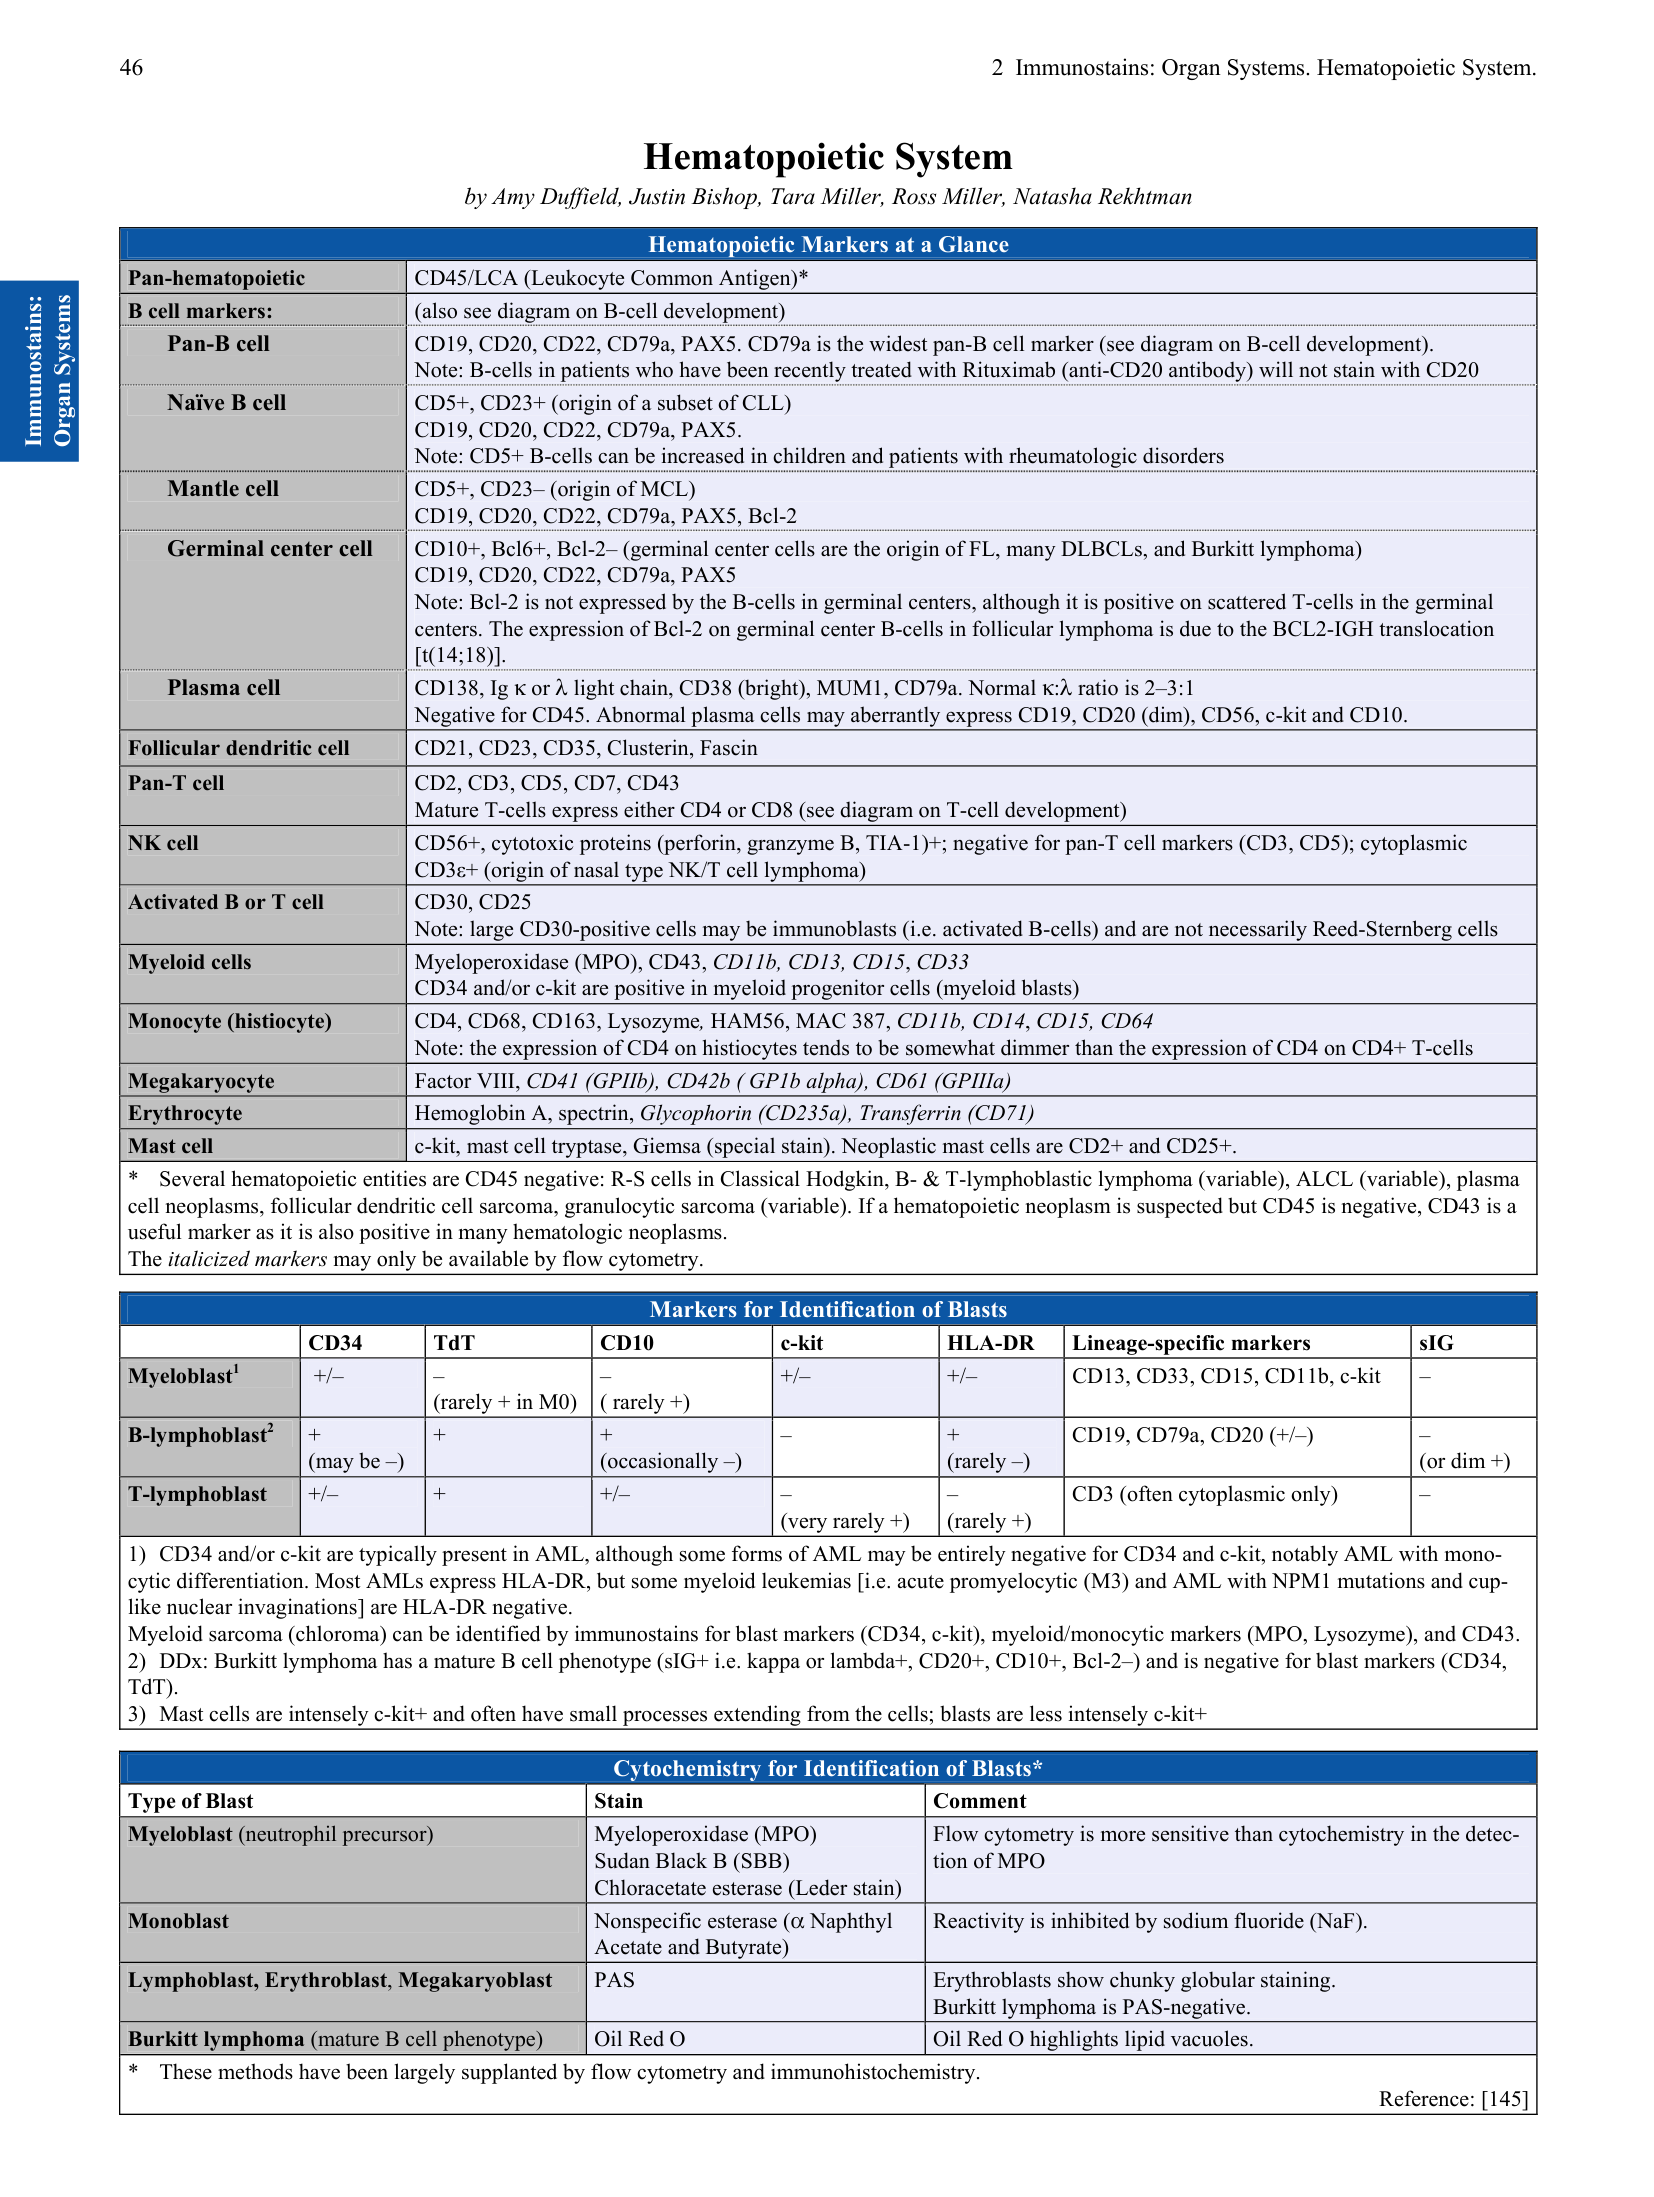 46
2 Immunostains: Organ Systems. Hematopoietic System.
Immunostains:
Organ Systems
Hematopoietic System
by Amy Duffield, Justin Bishop, Tara Miller, Ross Miller, Natasha Rekhtman
Hematopoietic Markers at a Glance
Pan-hematopoietic
CD45/LCA (Leukocyte Common Antigen)*
B cell markers:
(also see diagram on B-cell development)
Pan-B cell
CD19, CD20, CD22, CD79a, PAX5. CD79a is the widest pan-B cell marker (see diagram on B-cell development).
Note: B-cells in patients who have been recently treated with Rituximab (anti-CD20 antibody) will not stain with CD20
Naïve B cell
CD5+, CD23+ (origin of a subset of CLL)
CD19, CD20, CD22, CD79a, PAX5.
Note: CD5+ B-cells can be increased in children and patients with rheumatologic disorders
Mantle cell
CD5+, CD23– (origin of MCL)
CD19, CD20, CD22, CD79a, PAX5, Bcl-2
Germinal center cell
CD10+, Bcl6+, Bcl-2– (germinal center cells are the origin of FL, many DLBCLs, and Burkitt lymphoma)
CD19, CD20, CD22, CD79a, PAX5
Note: Bcl-2 is not expressed by the B-cells in germinal centers, although it is positive on scattered T-cells in the germinal
centers. The expression of Bcl-2 on germinal center B-cells in follicular lymphoma is due to the BCL2-IGH translocation
[t(14;18)].
Plasma cell
CD138, Ig κ or λ light chain, CD38 (bright), MUM1, CD79a. Normal κ:λ ratio is 2–3:1
Negative for CD45. Abnormal plasma cells may aberrantly express CD19, CD20 (dim), CD56, c-kit and CD10.
Follicular dendritic cell
CD21, CD23, CD35, Clusterin, Fascin
Pan-T cell
CD2, CD3, CD5, CD7, CD43
Mature T-cells express either CD4 or CD8 (see diagram on T-cell development)
NK cell
CD56+, cytotoxic proteins (perforin, granzyme B, TIA-1)+; negative for pan-T cell markers (CD3, CD5); cytoplasmic
CD3ε+ (origin of nasal type NK/T cell lymphoma)
Activated B or T cell
CD30, CD25
Note: large CD30-positive cells may be immunoblasts (i.e. activated B-cells) and are not necessarily Reed-Sternberg cells
Myeloid cells
Myeloperoxidase (MPO), CD43, CD11b, CD13, CD15, CD33
CD34 and/or c-kit are positive in myeloid progenitor cells (myeloid blasts)
Monocyte (histiocyte)
CD4, CD68, CD163, Lysozyme, HAM56, MAC 387, CD11b, CD14, CD15, CD64
Note: the expression of CD4 on histiocytes tends to be somewhat dimmer than the expression of CD4 on CD4+ T-cells
Megakaryocyte
Factor VIII, CD41 (GPIIb), CD42b ( GP1b alpha), CD61 (GPIIIa)
Erythrocyte
Hemoglobin A, spectrin, Glycophorin (CD235a), Transferrin (CD71)
Mast cell
c-kit, mast cell tryptase, Giemsa (special stain). Neoplastic mast cells are CD2+ and CD25+.
* Several hematopoietic entities are CD45 negative: R-S cells in Classical Hodgkin, B- & T-lymphoblastic lymphoma (variable), ALCL (variable), plasma
cell neoplasms, follicular dendritic cell sarcoma, granulocytic sarcoma (variable). If a hematopoietic neoplasm is suspected but CD45 is negative, CD43 is a
useful marker as it is also positive in many hematologic neoplasms.
The italicized markers may only be available by flow cytometry.
Markers for Identification of Blasts
CD34 TdT CD10 c-kit HLA-DR Lineage-specific markers sIG
Myeloblast1 +/– – – +/– +/– CD13, CD33, CD15, CD11b, c-kit –
(rarely + in M0) ( rarely +)
B-lymphoblast2 + + + – + CD19, CD79a, CD20 (+/–) –
(may be –) (occasionally –) (rarely –) (or dim +)
T-lymphoblast +/– + +/– – – CD3 (often cytoplasmic only) –
(very rarely +) (rarely +)
1) CD34 and/or c-kit are typically present in AML, although some forms of AML may be entirely negative for CD34 and c-kit, notably AML with mono-
cytic differentiation. Most AMLs express HLA-DR, but some myeloid leukemias [i.e. acute promyelocytic (M3) and AML with NPM1 mutations and cup-
like nuclear invaginations] are HLA-DR negative.
Myeloid sarcoma (chloroma) can be identified by immunostains for blast markers (CD34, c-kit), myeloid/monocytic markers (MPO, Lysozyme), and CD43.
2) DDx: Burkitt lymphoma has a mature B cell phenotype (sIG+ i.e. kappa or lambda+, CD20+, CD10+, Bcl-2–) and is negative for blast markers (CD34,
TdT).
3) Mast cells are intensely c-kit+ and often have small processes extending from the cells; blasts are less intensely c-kit+
Cytochemistry for Identification of Blasts*
Type of Blast Stain Comment
Myeloblast (neutrophil precursor)
Myeloperoxidase (MPO)
Sudan Black B (SBB)
Chloracetate esterase (Leder stain)
Flow cytometry is more sensitive than cytochemistry in the detec-
tion of MPO
Monoblast
Nonspecific esterase (α Naphthyl
Acetate and Butyrate)
Reactivity is inhibited by sodium fluoride (NaF).
Lymphoblast, Erythroblast, Megakaryoblast
PAS
Erythroblasts show chunky globular staining.
Burkitt lymphoma is PAS-negative.
Burkitt lymphoma (mature B cell phenotype)
Oil Red O
Oil Red O highlights lipid vacuoles.
* These methods have been largely supplanted by flow cytometry and immunohistochemistry.
Reference: [145]